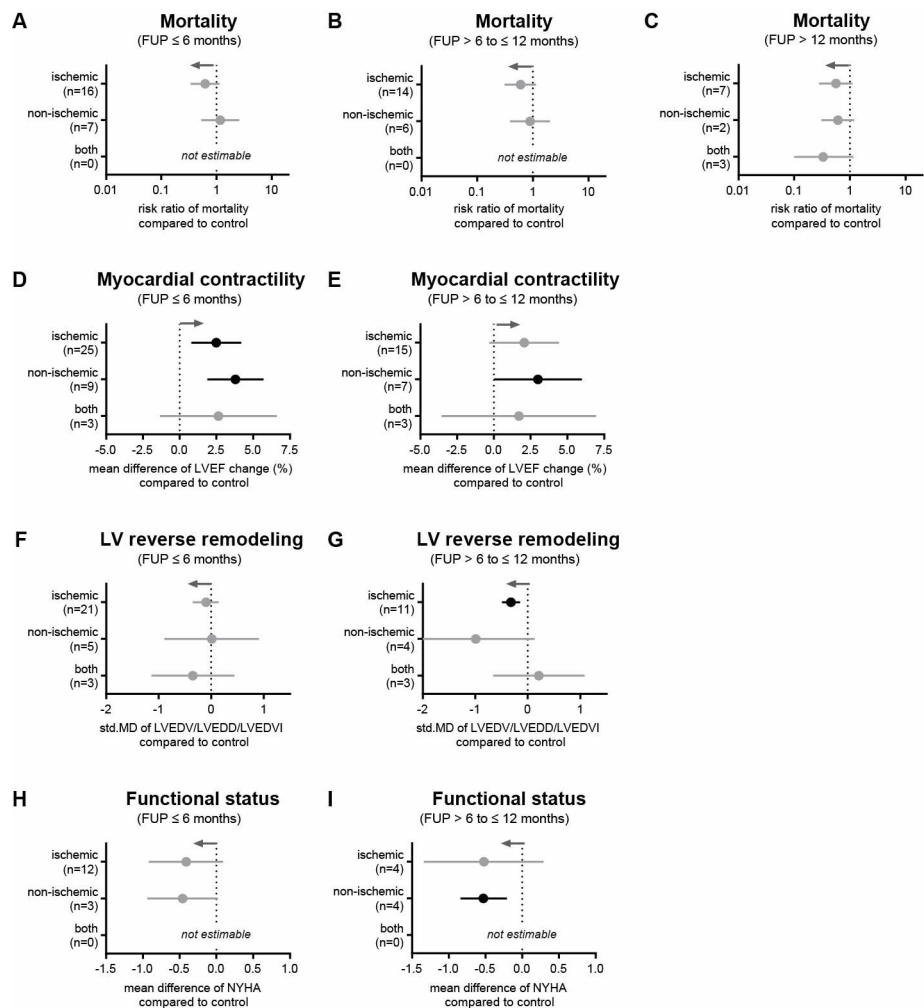 A
Mortality
(FUP ≤ 6 months)
ischemic
(n=16)
non-ischemic
(n=7)
both
(n=0)
not estimable
0.01 0.1 1 10
risk ratio of mortality
compared to control
B
Mortality
(FUP > 6 to ≤ 12 months)
ischemic
(n=14)
non-ischemic
(n=6)
both
(n=0)
not estimable
0.01 0.1 1 10
risk ratio of mortality
compared to control
C
Mortality
(FUP > 12 months)
ischemic
(n=7)
non-ischemic
(n=2)
both
(n=3)
0.01 0.1 1 10
risk ratio of mortality
compared to control
D
Myocardial contractility
(FUP ≤ 6 months)
ischemic
(n=25)
non-ischemic
(n=9)
both
(n=3)
-5.0 -2.5 0.0 2.5 5.0 7.5
mean difference of LVEF change (%)
compared to control
E
Myocardial contractility
(FUP > 6 to ≤ 12 months)
ischemic
(n=15)
non-ischemic
(n=7)
both
(n=3)
-5.0 -2.5 0.0 2.5 5.0 7.5
mean difference of LVEF change (%)
compared to control
F
LV reverse remodeling
(FUP ≤ 6 months)
ischemic
(n=21)
non-ischemic
(n=5)
both
(n=3)
-2 -1 0 1
std.MD of LVEDV/LVEDD/LVEDVI
compared to control
G
LV reverse remodeling
(FUP > 6 to ≤ 12 months)
ischemic
(n=11)
non-ischemic
(n=4)
both
(n=3)
-2 -1 0 1
std.MD of LVEDV/LVEDD/LVEDVI
compared to control
H
Functional status
(FUP ≤ 6 months)
ischemic
(n=12)
non-ischemic
(n=3)
both
(n=0)
not estimable
-1.5 -1.0 -0.5 0.0 0.5 1.0
mean difference of NYHA
compared to control
I
Functional status
(FUP > 6 to ≤ 12 months)
ischemic
(n=4)
non-ischemic
(n=4)
both
(n=0)
not estimable
-1.5 -1.0 -0.5 0.0 0.5 1.0
mean difference of NYHA
compared to control